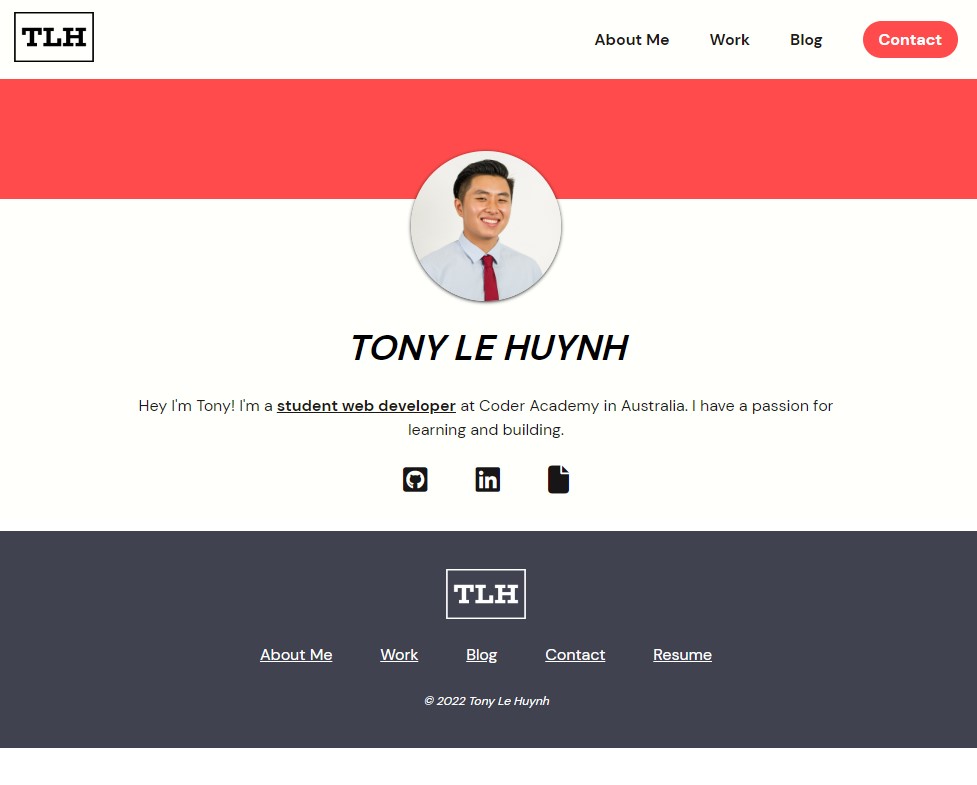 TLH
About Me Work Blog Contact
TONY LE HUYNH
Hey I'm Tony! I'm a student web developer at Coder Academy in Australia. I have a passion for
learning and building.
in
TLH
About Me Work Blog Contact Resume
© 2022 Tony Le Huynh